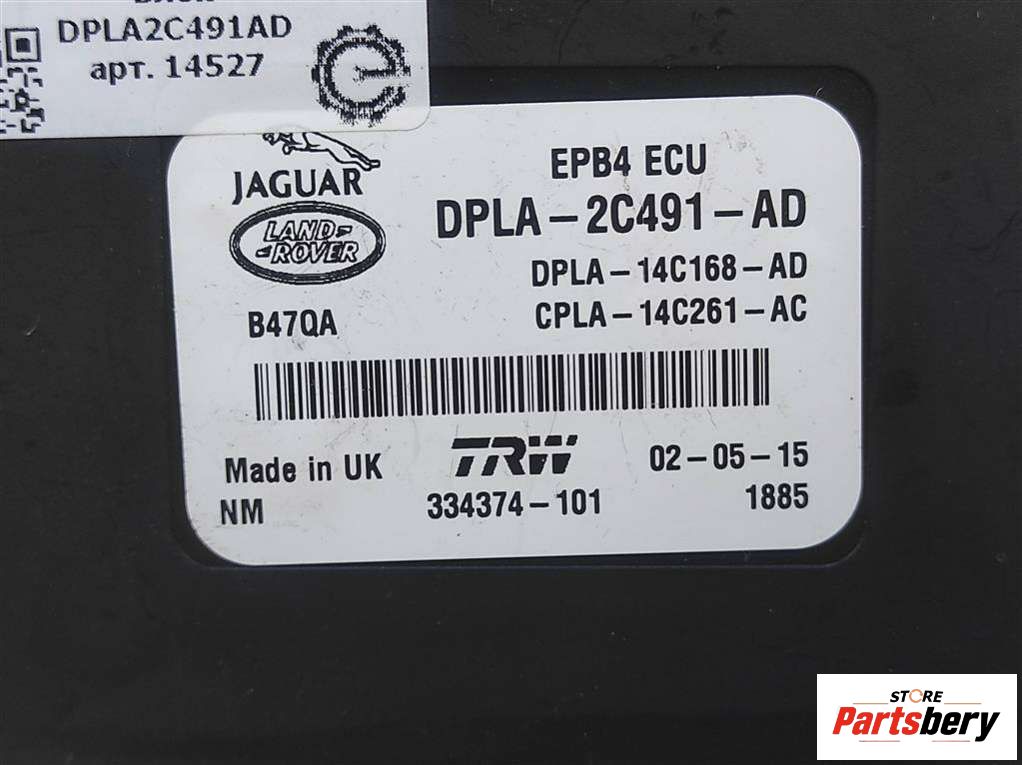 DPLA2C491AD
арт. 14527
JAGUAR
LAND-
-ROVER
EPB4 ECU
DPLA-2C491-AD
DPLA-14C168-AD
CPLA-14C261-AC
B47QA
Made in UK
TRW
02-05-15
NM
334374-101
1885
STORE
Partsbery